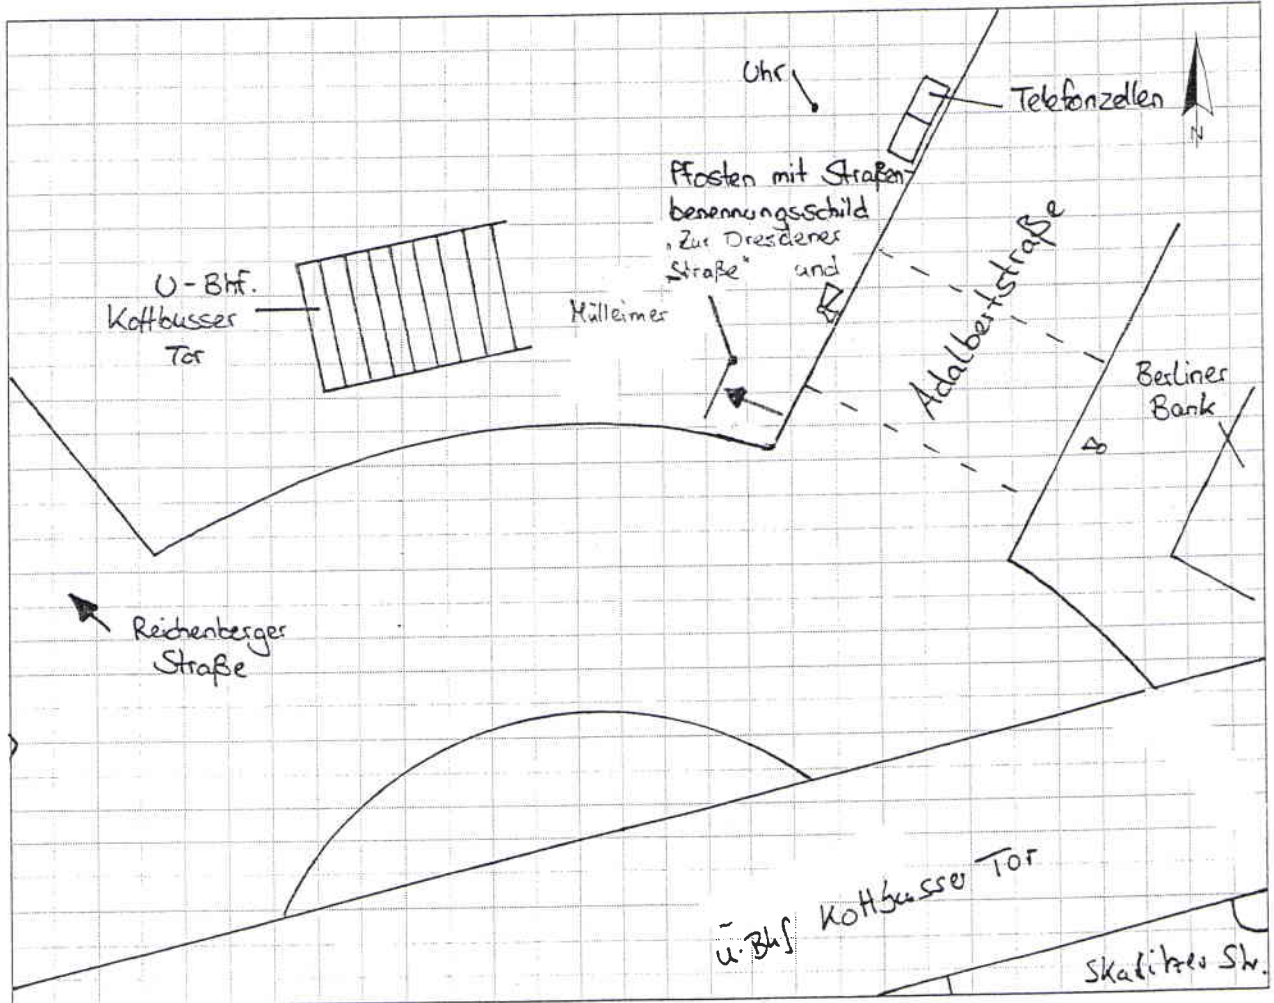 Uhr
Telefonzellen
N
Pfosten mit Straßen-
benennungsschild
"Zur Dresdener
Straße" und
Mülleimer
U-Bhf.
Kottbusser
Tor
Adalbertstraße
Berliner
Bank
Reichenberger
Straße
U-Bhf Kottbusser Tor
Skalitzer Str.